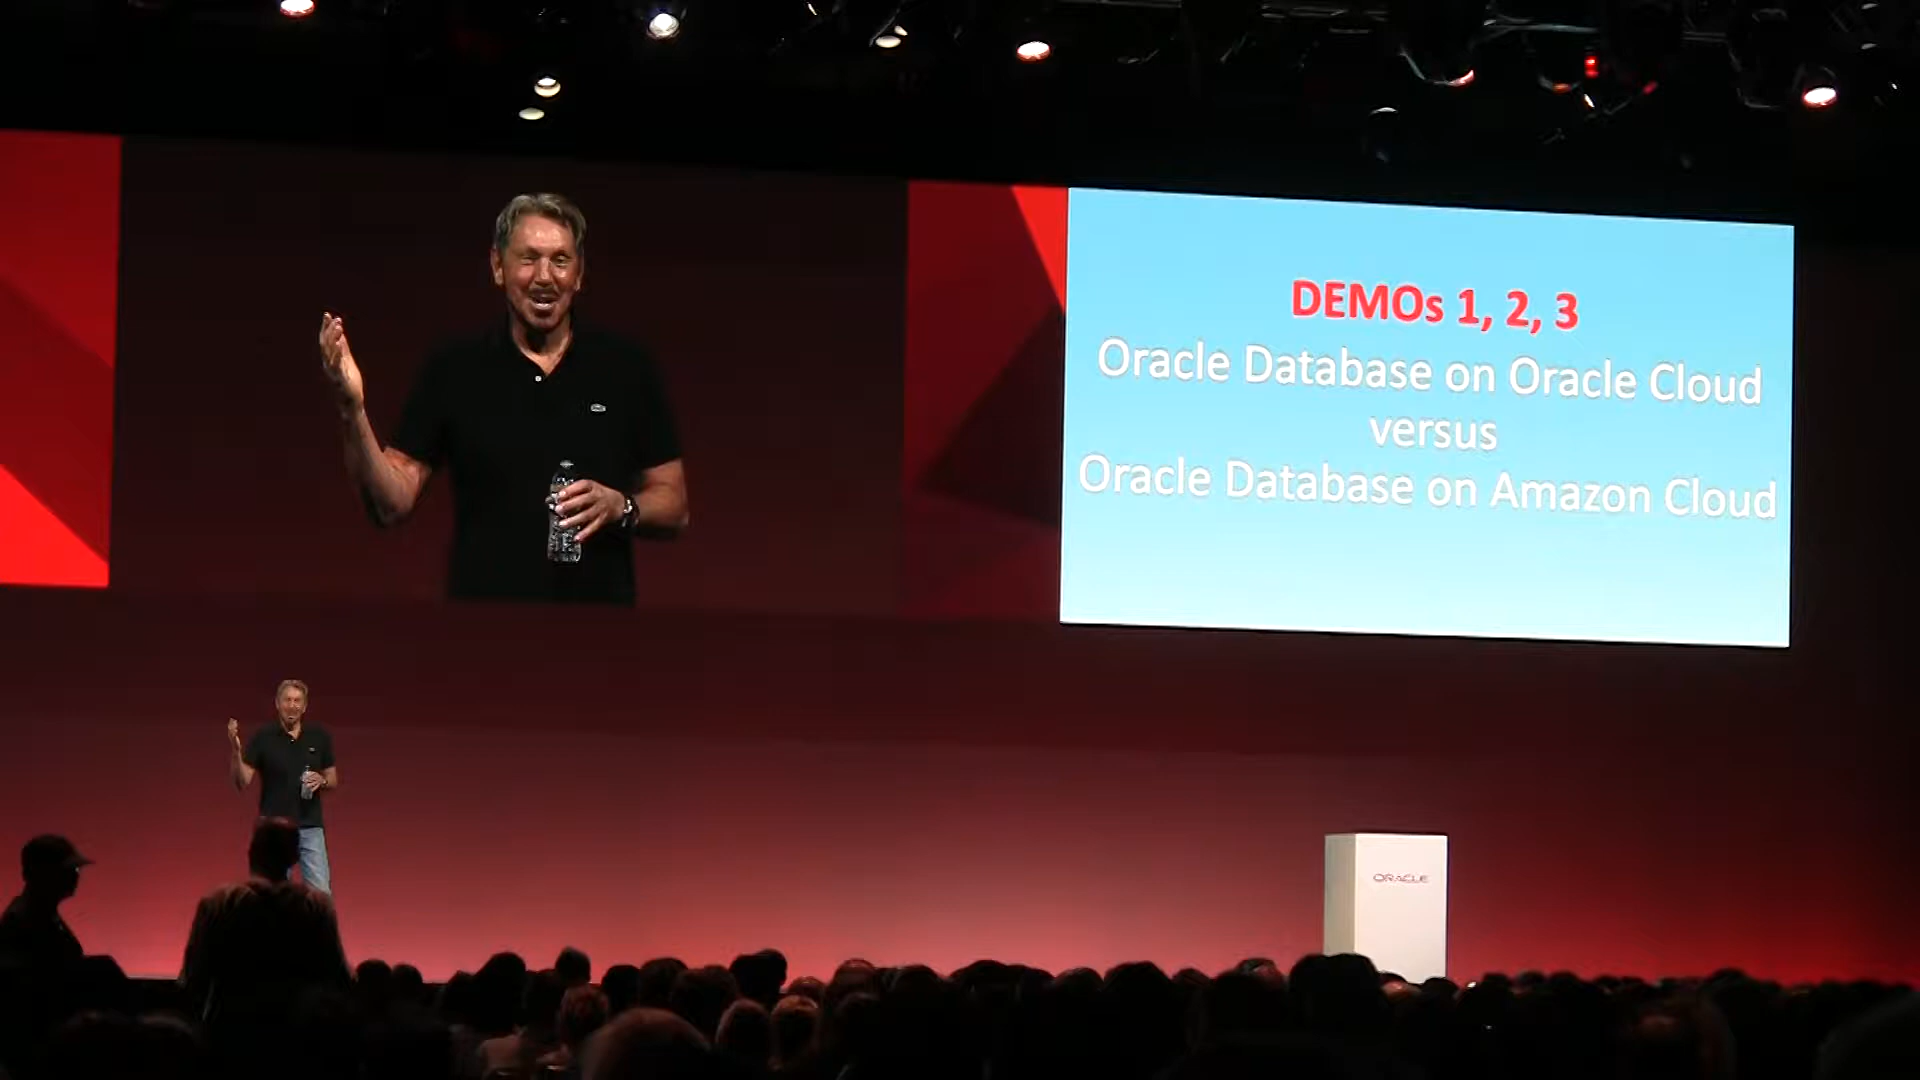 DEMOs 1, 2, 3
Oracle Database on Oracle Cloud
versus
Oracle Database on Amazon Cloud
ORACLE